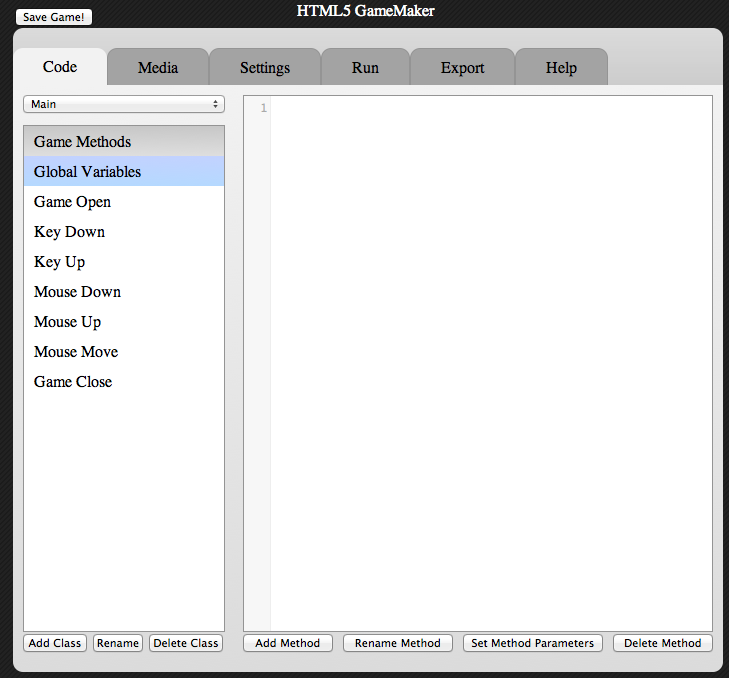 HTML5 GameMaker
Save Game!
Code Media Settings Run Export Help
Main
1
Game Methods
Global Variables
Game Open
Key Down
Key Up
Mouse Down
Mouse Up
Mouse Move
Game Close
Add Class Rename Delete Class Add Method Rename Method Set Method Parameters Delete Method